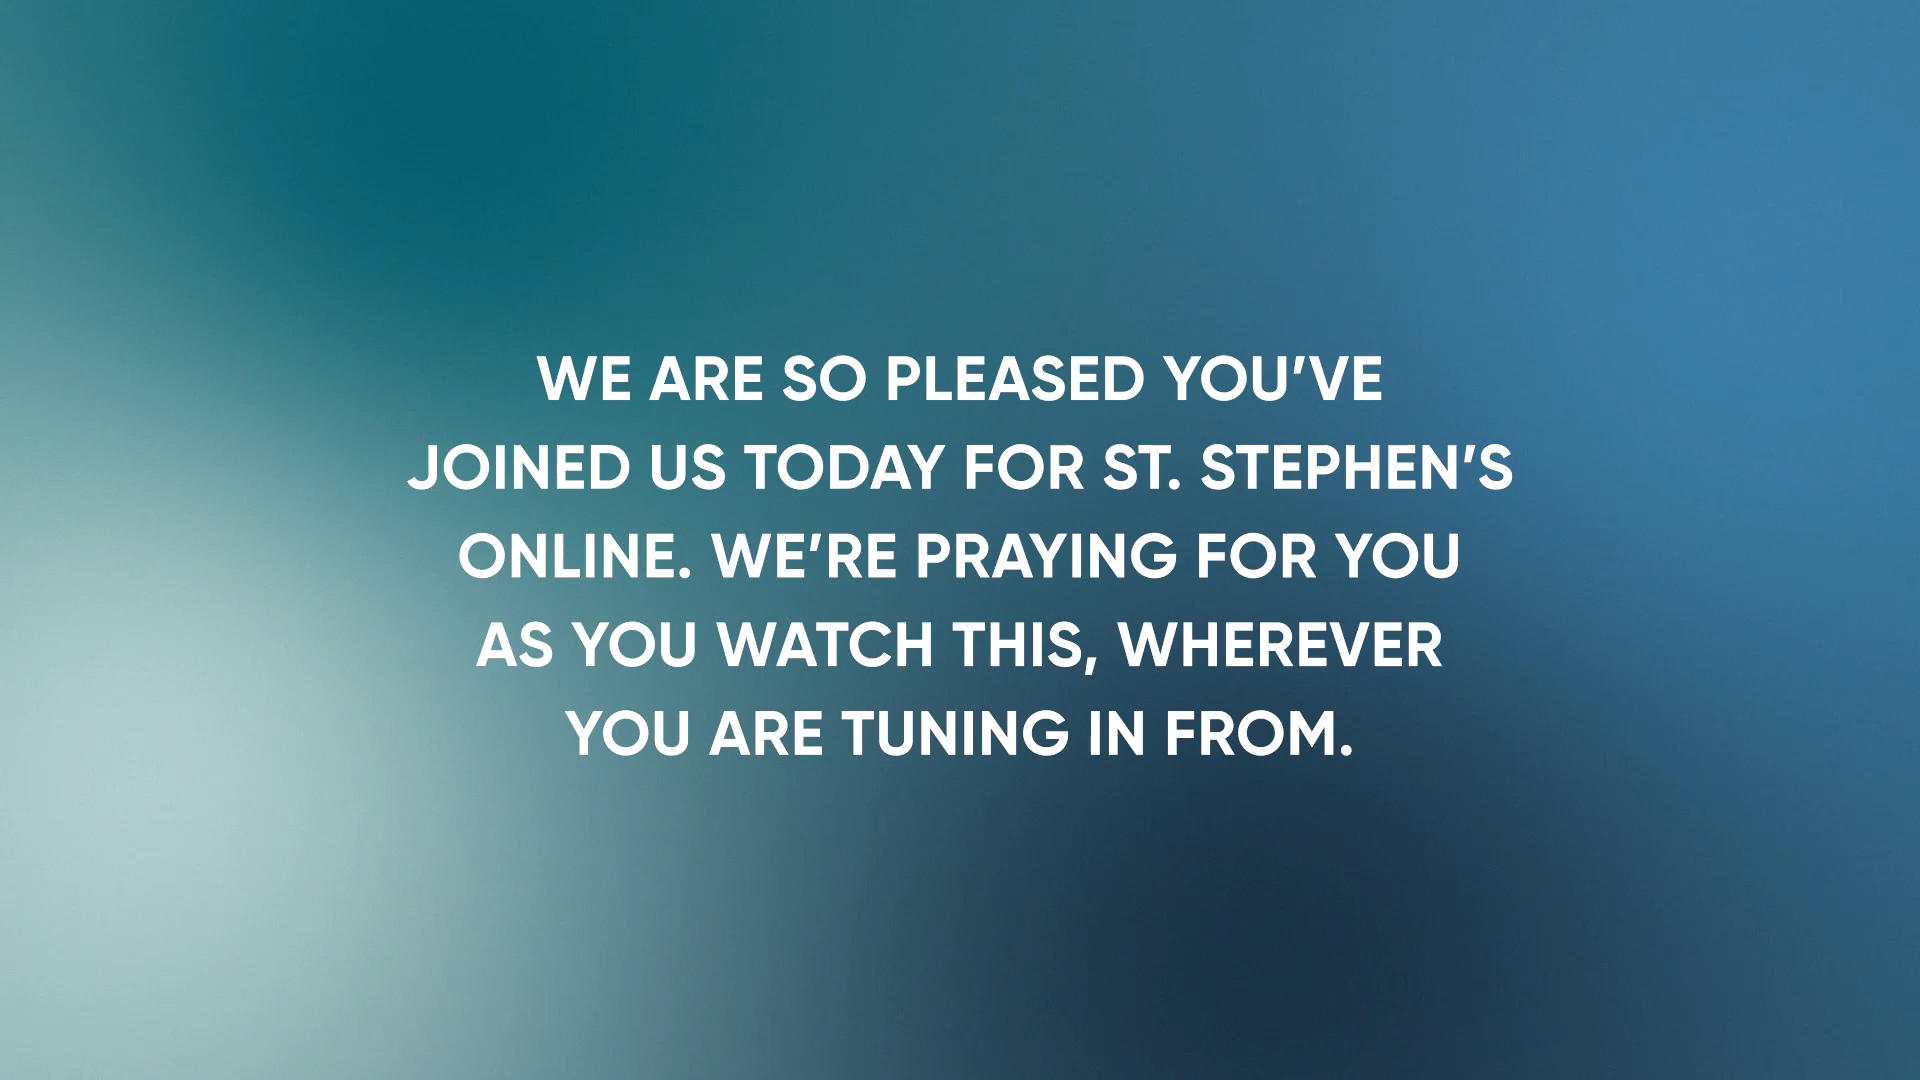 WE ARE SO PLEASED YOU’VE
JOINED US TODAY FOR ST. STEPHEN’S
ONLINE. WE’RE PRAYING FOR YOU
AS YOU WATCH THIS, WHEREVER
YOU ARE TUNING IN FROM.